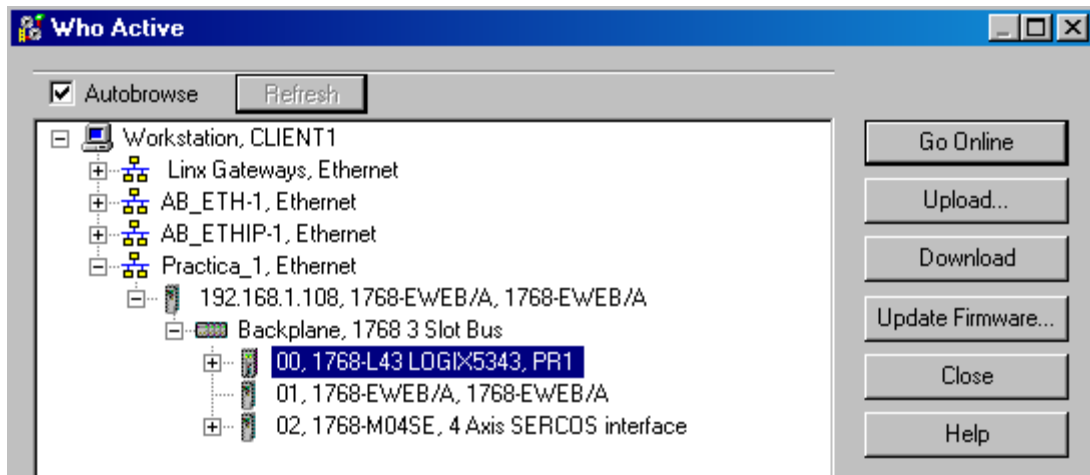 Who Active
Autobrowse Refresh
Workstation, CLIENT1
Linx Gateways, Ethernet
AB_ETH-1, Ethernet
AB_ETHIP-1, Ethernet
Practica_1, Ethernet
192.168.1.108, 1768-EWEB/A, 1768-EWEB/A
Backplane, 1768 3 Slot Bus
00, 1768-L43 LOGIX5343, PR1
01, 1768-EWEB/A, 1768-EWEB/A
02, 1768-M04SE, 4 Axis SERCOS interface
Go Online
Upload...
Download
Update Firmware...
Close
Help